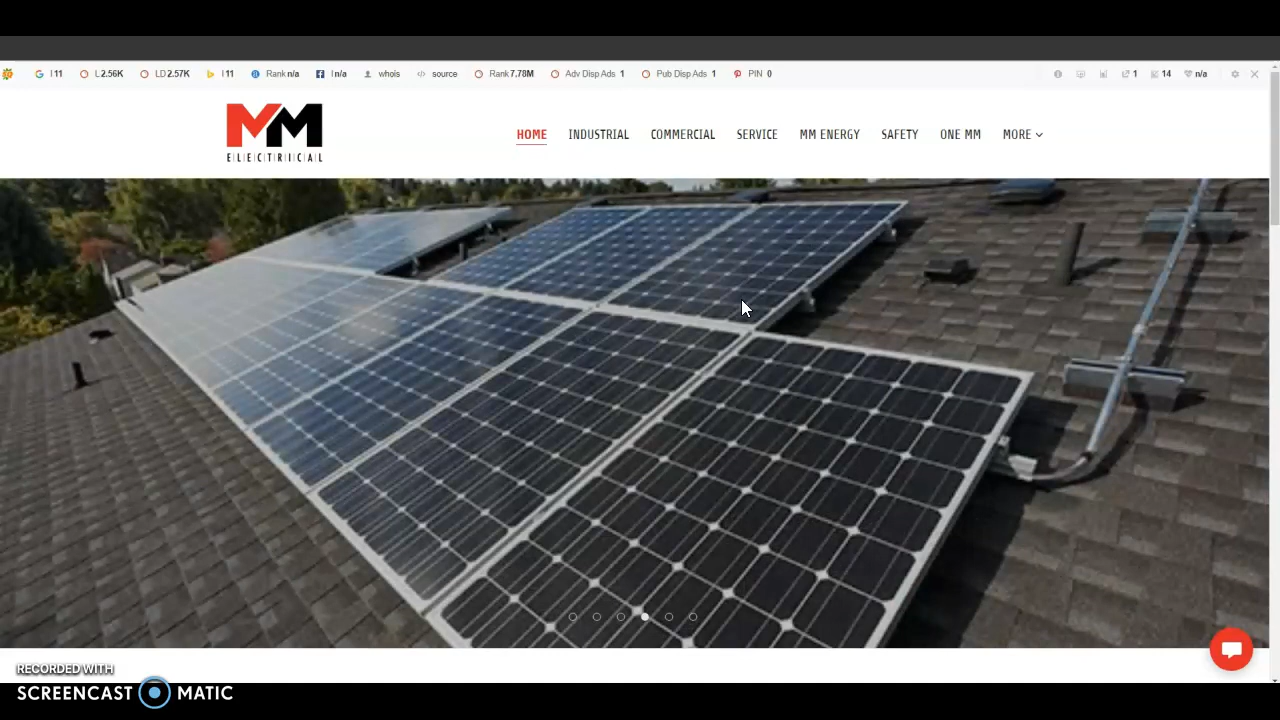 I 11 L 2.56K LD 2.57K I 11 Rank n/a I n/a whois source Rank 7.78M Adv Disp Ads 1 Pub Disp Ads 1 PIN 0 1 14 n/a
MM
ELECTRICAL
HOME INDUSTRIAL COMMERCIAL SERVICE MM ENERGY SAFETY ONE MM MORE
RECORDED WITH
SCREENCAST MATIC